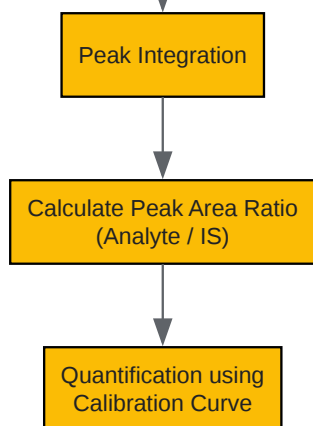 Peak Integration
Calculate Peak Area Ratio
(Analyte / IS)
Quantification using
Calibration Curve